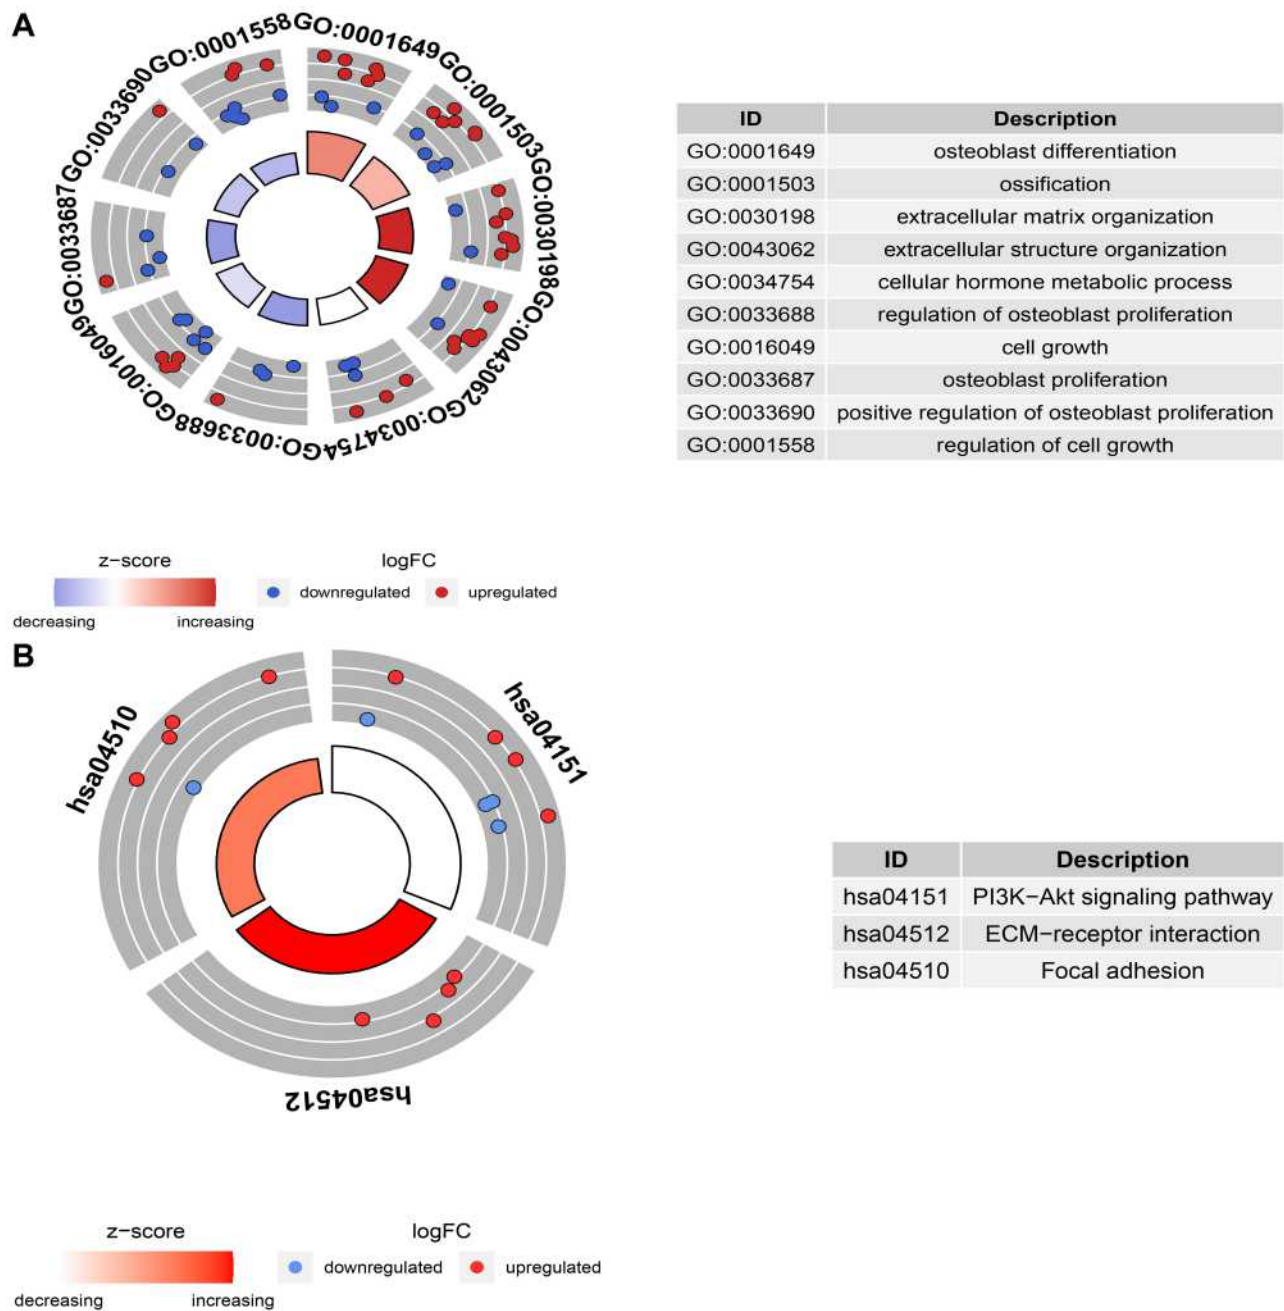 A
GO:0001649
GO:0001503
GO:0030198
GO:0043062
GO:0034754
GO:0033688
GO:0016049
GO:0033687
GO:0033690
GO:0001558
ID Description
GO:0001649 osteoblast differentiation
GO:0001503 ossification
GO:0030198 extracellular matrix organization
GO:0043062 extracellular structure organization
GO:0034754 cellular hormone metabolic process
GO:0033688 regulation of osteoblast proliferation
GO:0016049 cell growth
GO:0033687 osteoblast proliferation
GO:0033690 positive regulation of osteoblast proliferation
GO:0001558 regulation of cell growth
z−score logFC
downregulated upregulated
decreasing increasing
B
hsa04151
hsa04512
hsa04510
ID Description
hsa04151 PI3K−Akt signaling pathway
hsa04512 ECM−receptor interaction
hsa04510 Focal adhesion
z−score logFC
downregulated upregulated
decreasing increasing